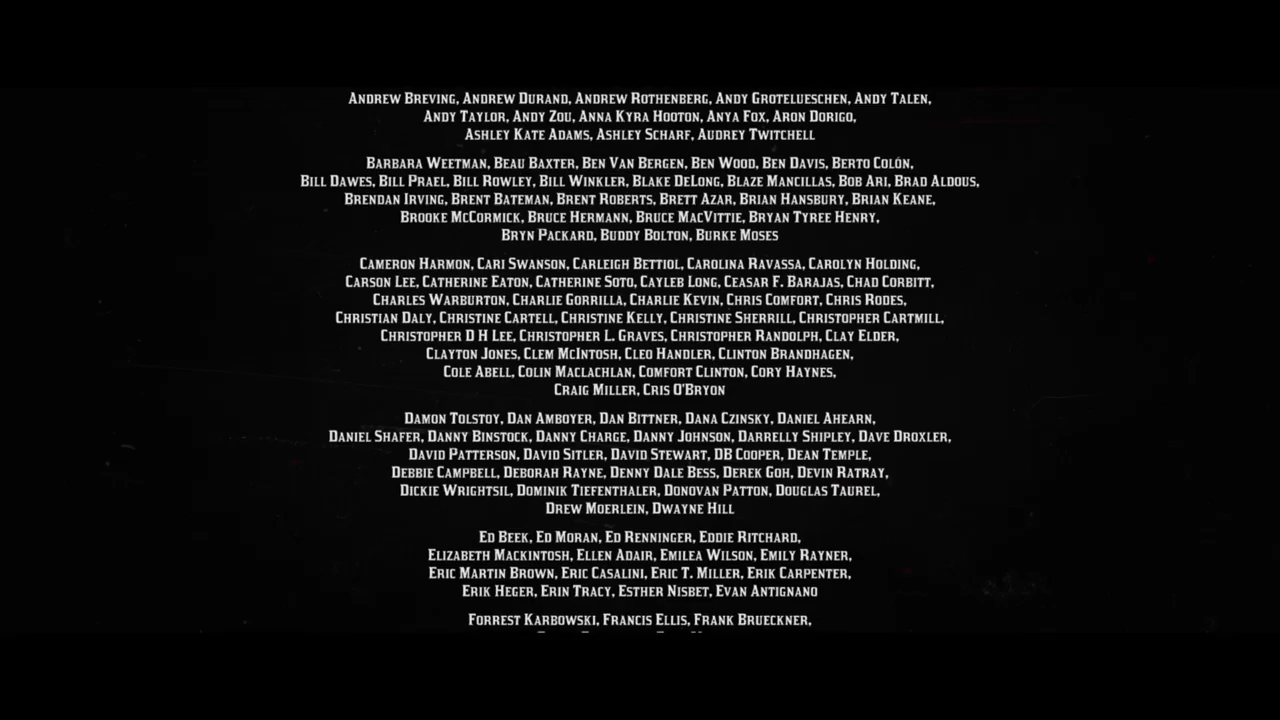 Andrew Breving, Andrew Durand, Andrew Rothenberg, Andy Grotelueschen, Andy Talen,
Andy Taylor, Andy Zou, Anna Kyra Hooton, Anya Fox, Aron Dorigo,
Ashley Kate Adams, Ashley Scharf, Audrey Twitchell
Barbara Weetman, Beau Baxter, Ben Van Bergen, Ben Wood, Ben Davis, Berto Colón,
Bill Dawes, Bill Prael, Bill Rowley, Bill Winkler, Blake DeLong, Blaze Mancillas, Bob Ari, Brad Aldous,
Brendan Irving, Brent Bateman, Brent Roberts, Brett Azar, Brian Hansbury, Brian Keane,
Brooke McCormick, Bruce Hermann, Bruce MacVittie, Bryan Tyree Henry,
Bryn Packard, Buddy Bolton, Burke Moses
Cameron Harmon, Cari Swanson, Carleigh Bettiol, Carolina Ravassa, Carolyn Holding,
Carson Lee, Catherine Eaton, Catherine Soto, Cayleb Long, Ceasar F. Barajas, Chad Corbitt,
Charles Warburton, Charlie Gorrilla, Charlie Kevin, Chris Comfort, Chris Rodes,
Christian Daly, Christine Cartell, Christine Kelly, Christine Sherrill, Christopher Cartmill,
Christopher D H Lee, Christopher L. Graves, Christopher Randolph, Clay Elder,
Clayton Jones, Clem McIntosh, Cleo Handler, Clinton Brandhagen,
Cole Abell, Colin Maclachlan, Comfort Clinton, Cory Haynes,
Craig Miller, Cris O'Bryon
Damon Tolstoy, Dan Amboyer, Dan Bittner, Dana Czinsky, Daniel Ahearn,
Daniel Shafer, Danny Binstock, Danny Charge, Danny Johnson, Darrelly Shipley, Dave Droxler,
David Patterson, David Sitler, David Stewart, DB Cooper, Dean Temple,
Debbie Campbell, Deborah Rayne, Denny Dale Bess, Derek Goh, Devin Ratray,
Dickie Wrightsil, Dominik Tiefenthaler, Donovan Patton, Douglas Taurel,
Drew Moerlein, Dwayne Hill
Ed Beek, Ed Moran, Ed Renninger, Eddie Ritchard,
Elizabeth Mackintosh, Ellen Adair, Emilea Wilson, Emily Rayner,
Eric Martin Brown, Eric Casalini, Eric T. Miller, Erik Carpenter,
Erik Heger, Erin Tracy, Esther Nisbet, Evan Antignano
Forrest Karbowski, Francis Ellis, Frank Brueckner,